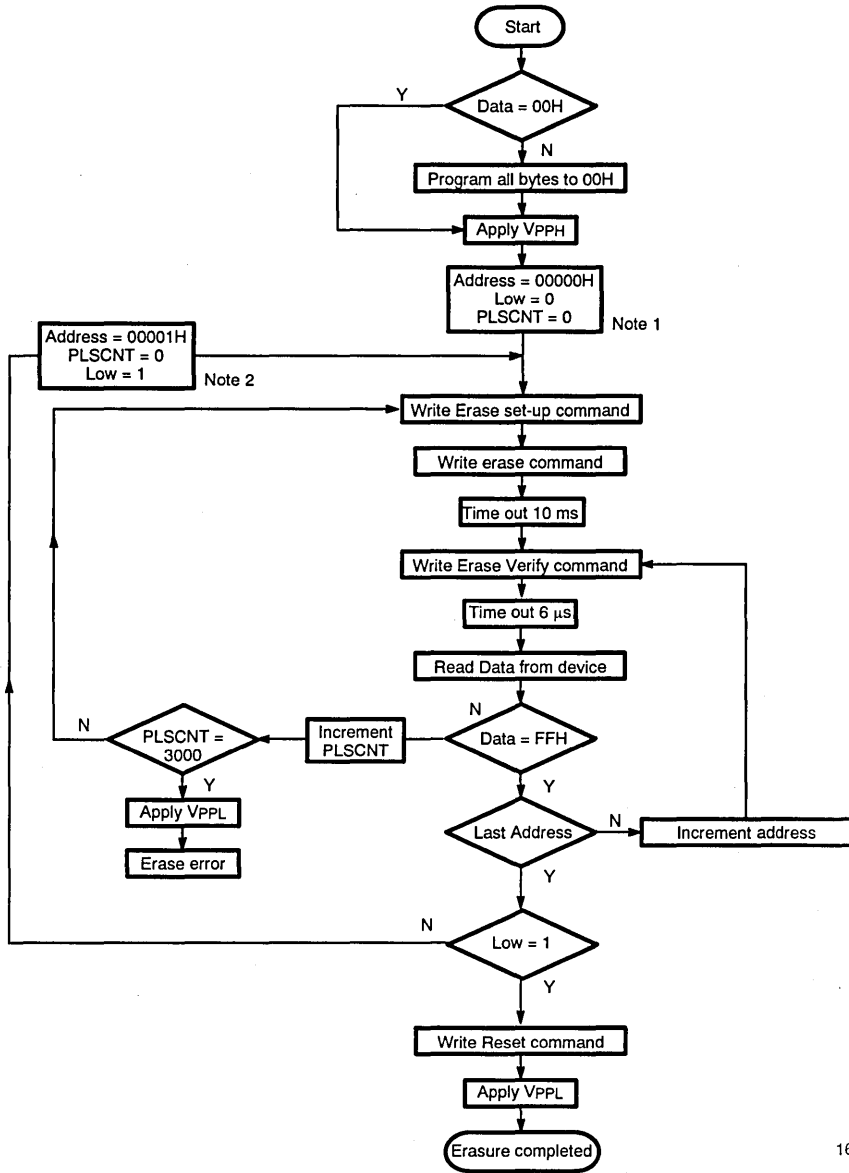 Start
Y
Data = 00H
N
Program all bytes to 00H
Apply VPPH
Address = 00000H
Low = 0
PLSCNT = 0
Note 1
Address = 00001H
PLSCNT = 0
Low = 1
Note 2
Write Erase set-up command
Write erase command
Time out 10 ms
Write Erase Verify command
Time out 6 μs
Read Data from device
N
PLSCNT =
3000
Increment
PLSCNT
N
Data = FFH
Y
Y
Apply VPPL
Erase error
Last Address
N
Increment address
Y
N
Low = 1
Y
Write Reset command
Apply VPPL
Erasure completed
16